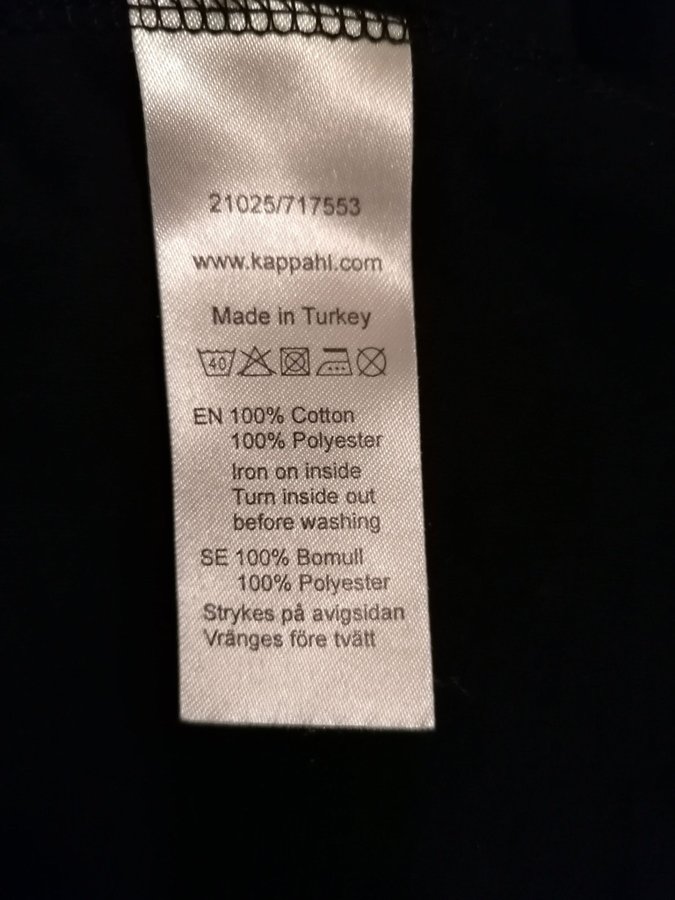 21025/717553
www.kappahl.com
Made in Turkey
40
EN 100% Cotton
100% Polyester
Iron on inside
Turn inside out
before washing
SE 100% Bomull
100% Polyester
Strykes på avigsidan
Vränges före tvätt